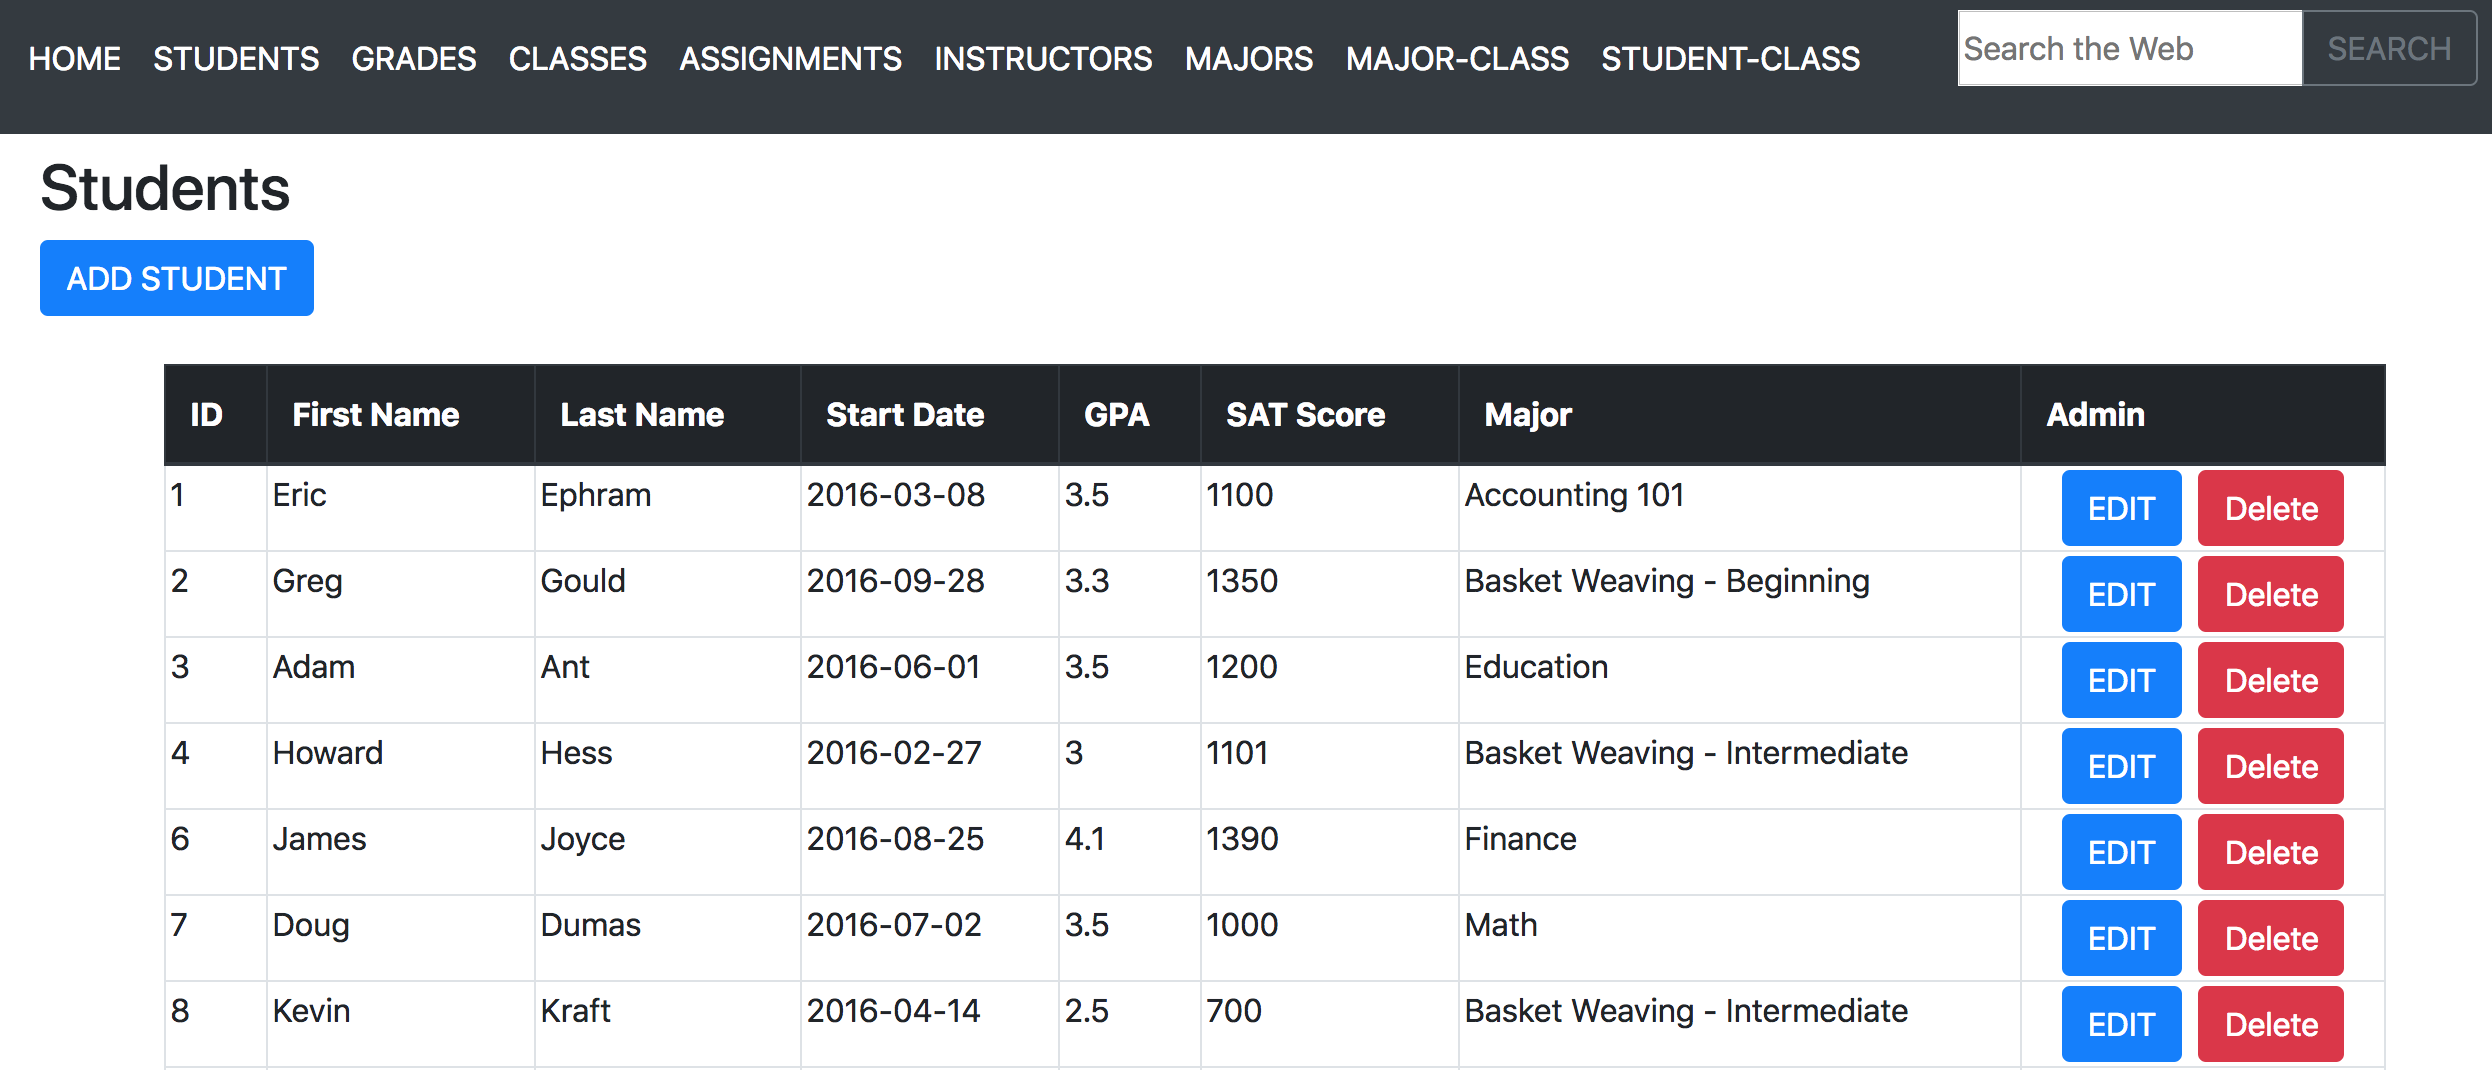 HOME STUDENTS GRADES CLASSES ASSIGNMENTS INSTRUCTORS MAJORS MAJOR-CLASS STUDENT-CLASS Search the Web SEARCH
Students
ADD STUDENT
ID First Name Last Name Start Date GPA SAT Score Major Admin
1 Eric Ephram 2016-03-08 3.5 1100 Accounting 101 EDIT Delete
2 Greg Gould 2016-09-28 3.3 1350 Basket Weaving - Beginning EDIT Delete
3 Adam Ant 2016-06-01 3.5 1200 Education EDIT Delete
4 Howard Hess 2016-02-27 3 1101 Basket Weaving - Intermediate EDIT Delete
6 James Joyce 2016-08-25 4.1 1390 Finance EDIT Delete
7 Doug Dumas 2016-07-02 3.5 1000 Math EDIT Delete
8 Kevin Kraft 2016-04-14 2.5 700 Basket Weaving - Intermediate EDIT Delete